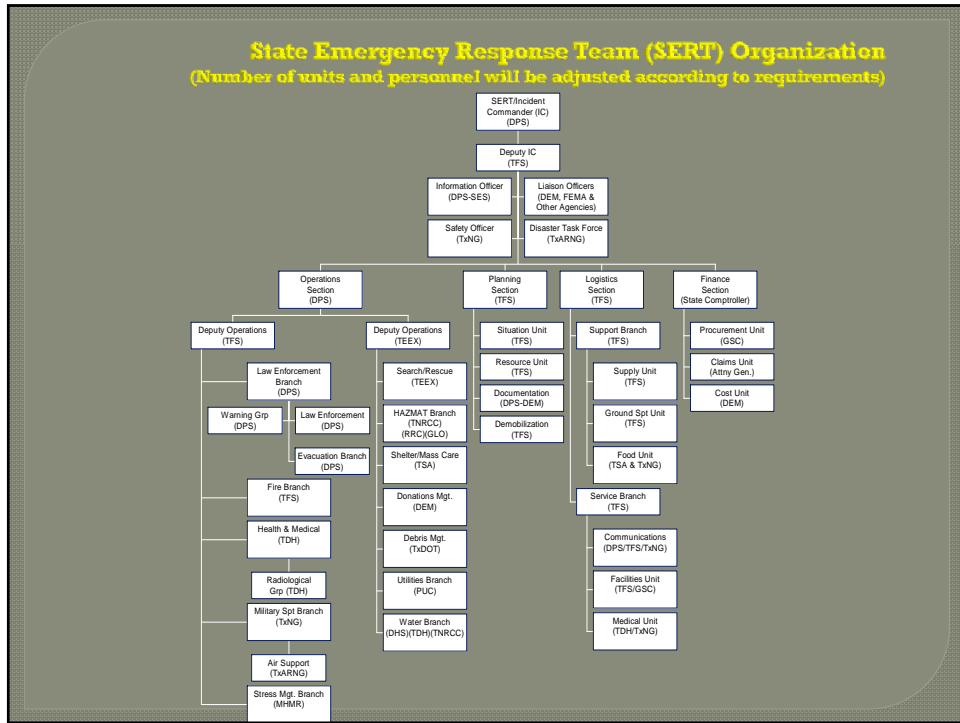 State Emergency Response Team (SERT) Organization
(Number of units and personnel will be adjusted according to requirements)
SERT/Incident
Commander (IC)
(DPS)
Deputy IC
(TFS)
Information Officer
(DPS-SES)
Liaison Officers
(DEM, FEMA &
Other Agencies)
Safety Officer
(TxNG)
Disaster Task Force
(TxARNG)
Operations
Section
(DPS)
Planning
Section
(TFS)
Logistics
Section
(TFS)
Finance
Section
(State Comptroller)
Deputy Operations
(TFS)
Law Enforcement
Branch
(DPS)
Warning Grp
(DPS)
Law Enforcement
(DPS)
Evacuation Branch
(DPS)
Fire Branch
(TFS)
Health & Medical
(TDH)
Radiological
Grp (TDH)
Military Spt Branch
(TxNG)
Air Support
(TxARNG)
Stress Mgt. Branch
(MHMR)
Deputy Operations
(TEEX)
Search/Rescue
(TEEX)
HAZMAT Branch
(TNRCC)
(RRC)(GLO)
Shelter/Mass Care
(TSA)
Donations Mgt.
(DEM)
Debris Mgt.
(TxDOT)
Utilities Branch
(PUC)
Water Branch
(DHS)(TDH)(TNRCC)
Situation Unit
(TFS)
Resource Unit
(TFS)
Documentation
(DPS-DEM)
Demobilization
(TFS)
Support Branch
(TFS)
Supply Unit
(TFS)
Ground Spt Unit
(TFS)
Food Unit
(TSA & TxNG)
Service Branch
(TFS)
Communications
(DPS/TFS/TxNG)
Facilities Unit
(TFS/GSC)
Medical Unit
(TDH/TxNG)
Procurement Unit
(GSC)
Claims Unit
(Attny Gen.)
Cost Unit
(DEM)